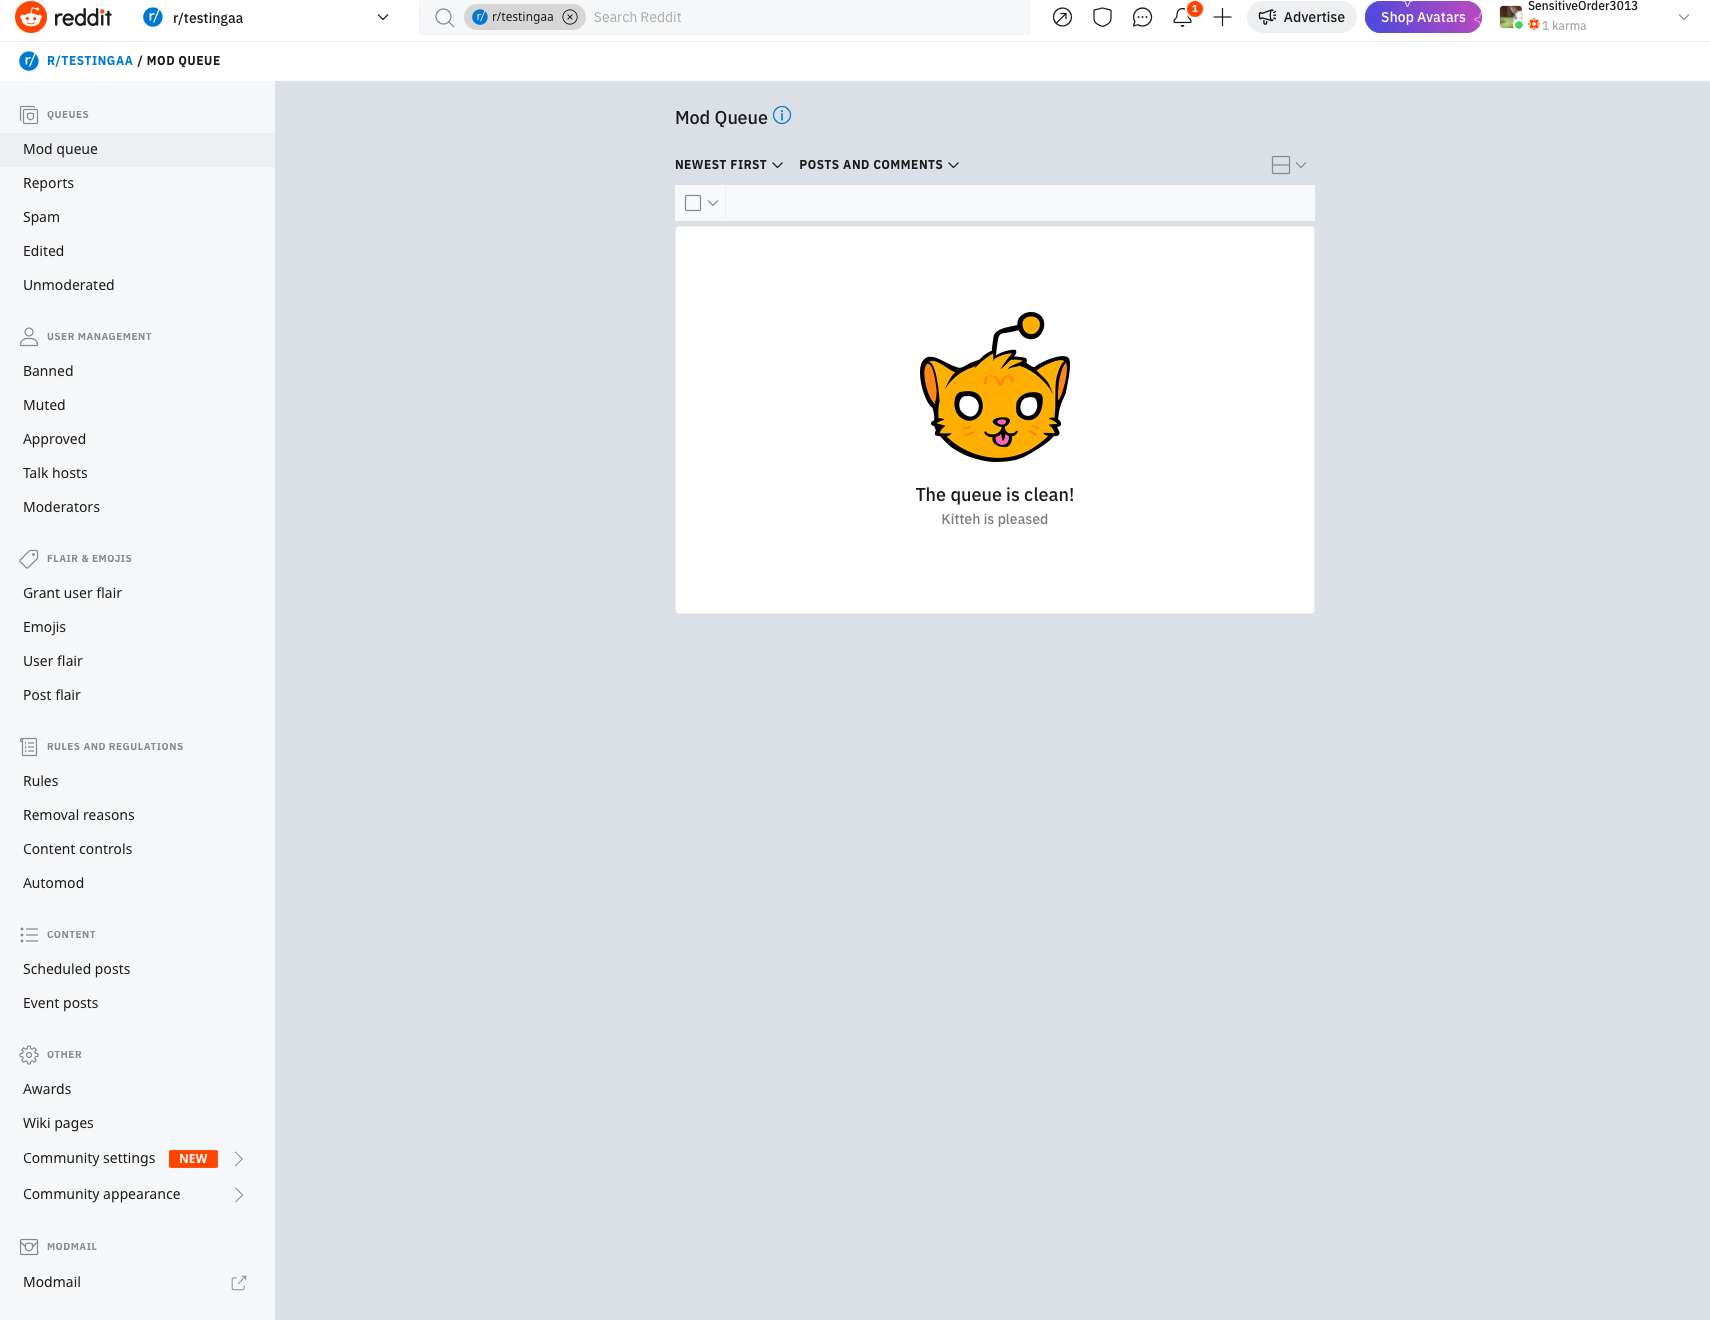 reddit
r/testingaa
r/ r/testingaa Search Reddit
1
Advertise
Shop Avatars
SensitiveOrder3013
1 karma
r/ R/TESTINGAA / MOD QUEUE
QUEUES
Mod queue
Reports
Spam
Edited
Unmoderated
USER MANAGEMENT
Banned
Muted
Approved
Talk hosts
Moderators
FLAIR & EMOJIS
Grant user flair
Emojis
User flair
Post flair
RULES AND REGULATIONS
Rules
Removal reasons
Content controls
Automod
CONTENT
Scheduled posts
Event posts
OTHER
Awards
Wiki pages
Community settings NEW
Community appearance
MODMAIL
Modmail
Mod Queue
NEWEST FIRST POSTS AND COMMENTS
The queue is clean!
Kitteh is pleased